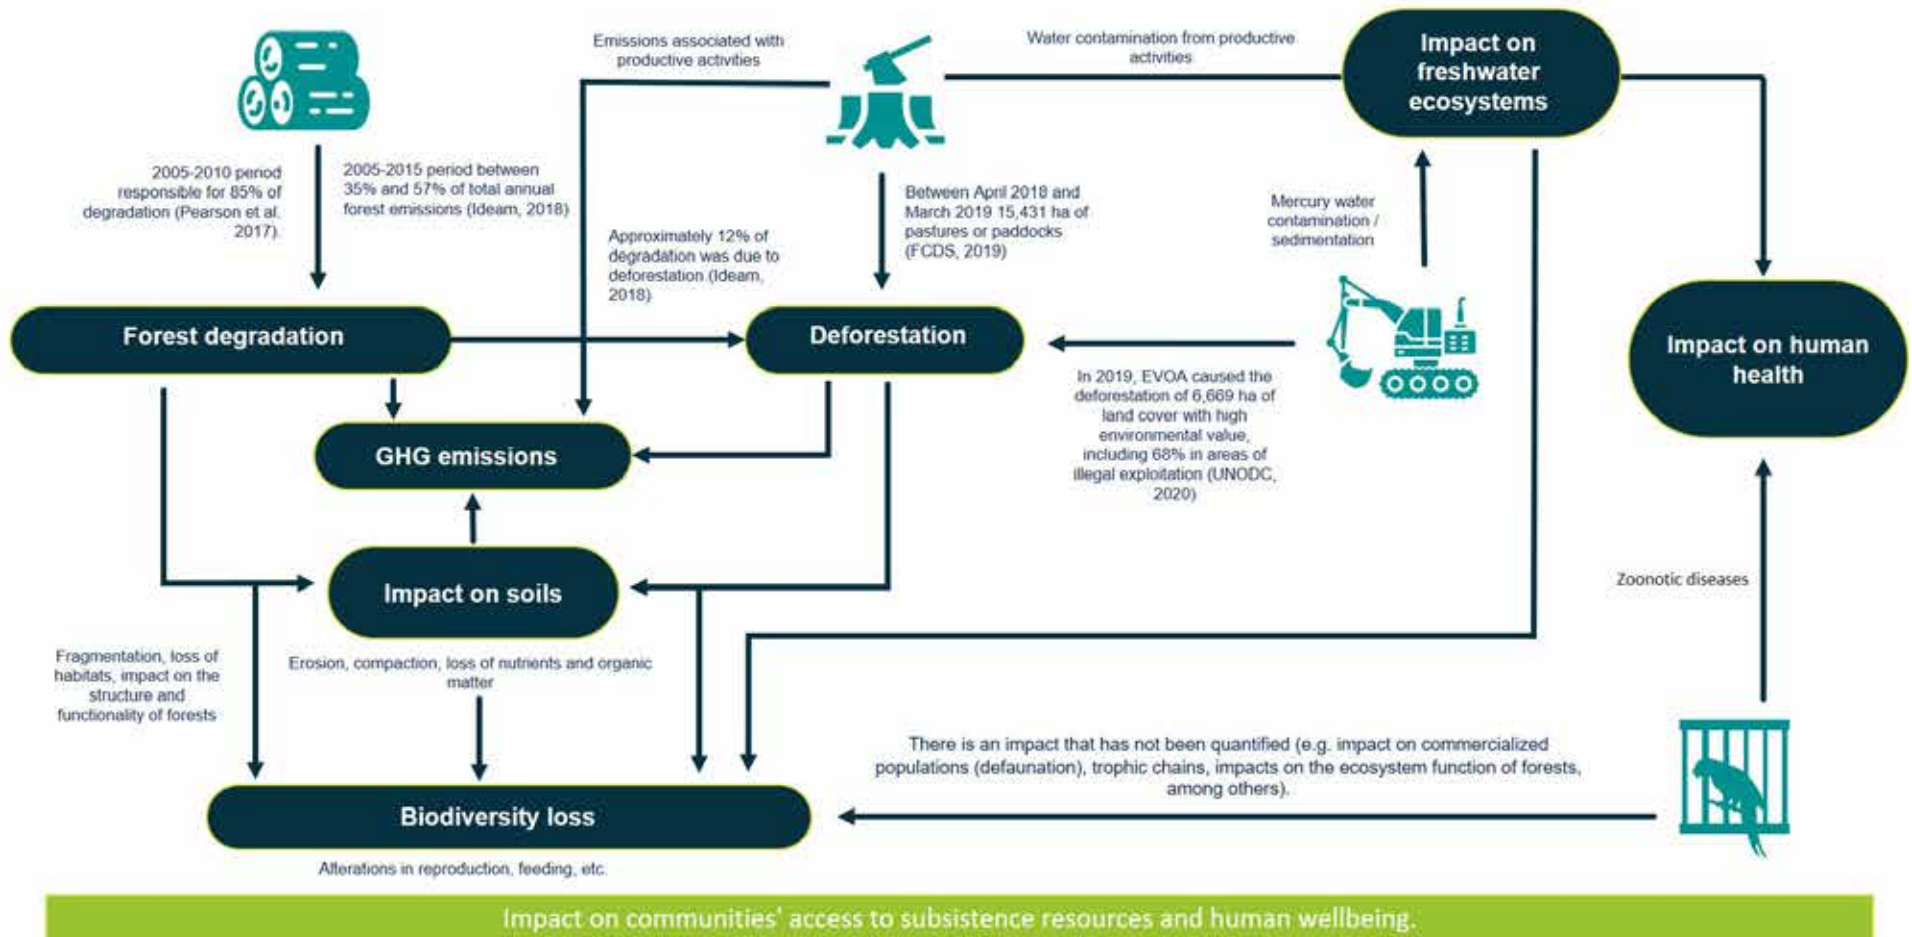 Emissions associated with
productive activities
Water contamination from productive
activities
Impact on
freshwater
ecosystems
2005-2010 period
responsible for 85% of
degradation (Pearson et al.
2017).
2005-2015 period between
35% and 57% of total annual
forest emissions (Ideam, 2018)
Approximately 12% of
degradation was due to
deforestation (Ideam,
2018)
Between April 2018 and
March 2019 15,431 ha of
pastures or paddocks
(FCDS, 2019)
Mercury water
contamination /
sedimentation
Forest degradation
Deforestation
Impact on human
health
In 2019, EVOA caused the
deforestation of 6,669 ha of
land cover with high
environmental value,
including 68% in areas of
illegal exploitation (UNODC,
2020)
GHG emissions
Impact on soils
Zoonotic diseases
Fragmentation, loss of
habitats, impact on the
structure and
functionality of forests
Erosion, compaction, loss of nutrients and organic
matter
There is an impact that has not been quantified (e.g. impact on commercialized
populations (defaunation), trophic chains, impacts on the ecosystem function of forests,
among others).
Biodiversity loss
Alterations in reproduction, feeding, etc.
Impact on communities' access to subsistence resources and human wellbeing.